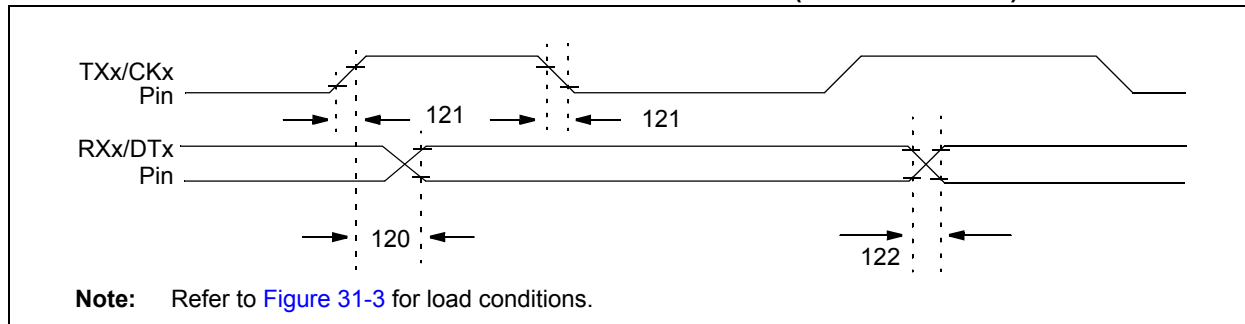 TXx/CKx
Pin
121
121
RXx/DTx
Pin
120
122
Note: Refer to Figure 31-3 for load conditions.